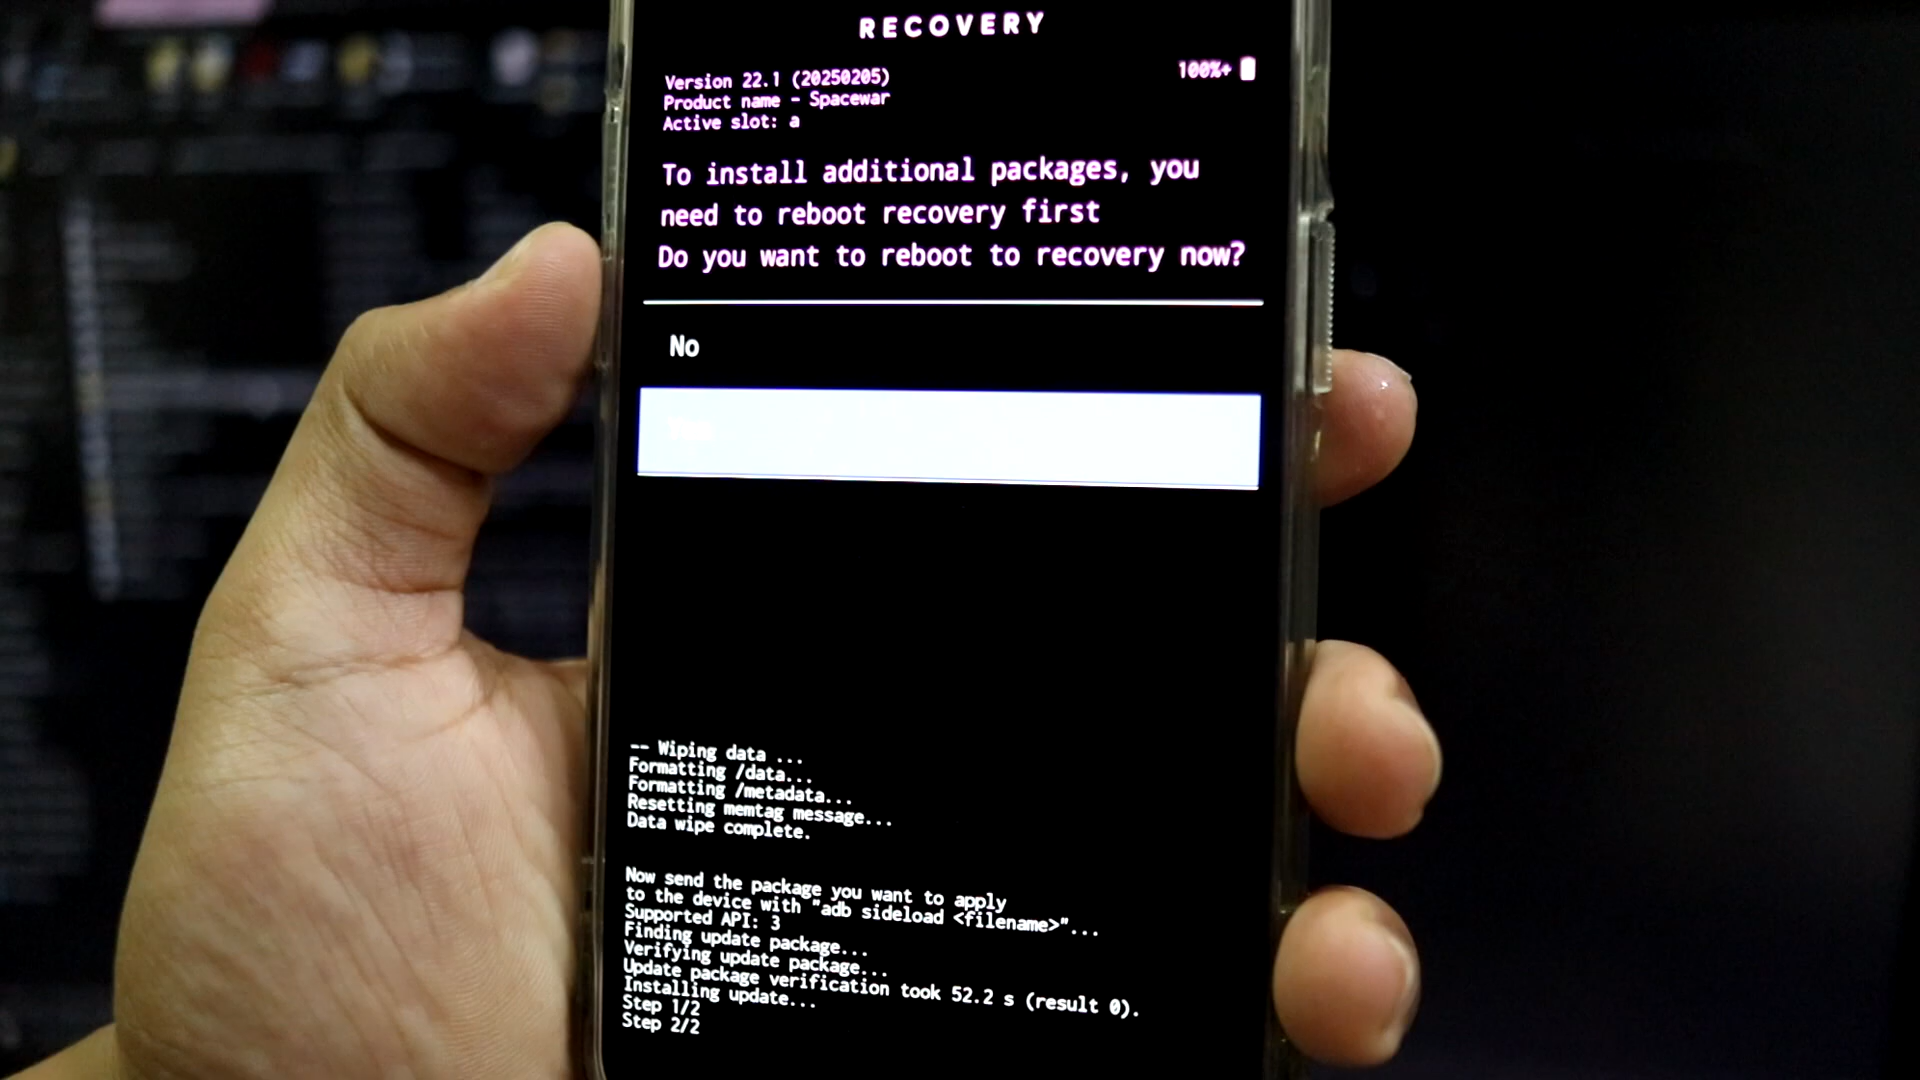 RECOVERY
Version 22.1 (20250205)
100%+
Product name - Spacewar
Active slot: a
To install additional packages, you
need to reboot recovery first
Do you want to reboot to recovery now?
No
-- Wiping data ...
Formatting /data...
Formatting /metadata...
Resetting memtag message...
Data wipe complete.
Now send the package you want to apply
to the device with "adb sideload <filename>"...
Supported API: 3
Finding update package...
Verifying update package...
Update package verification took 52.2 s (result 0).
Installing update...
Step 1/2
Step 2/2